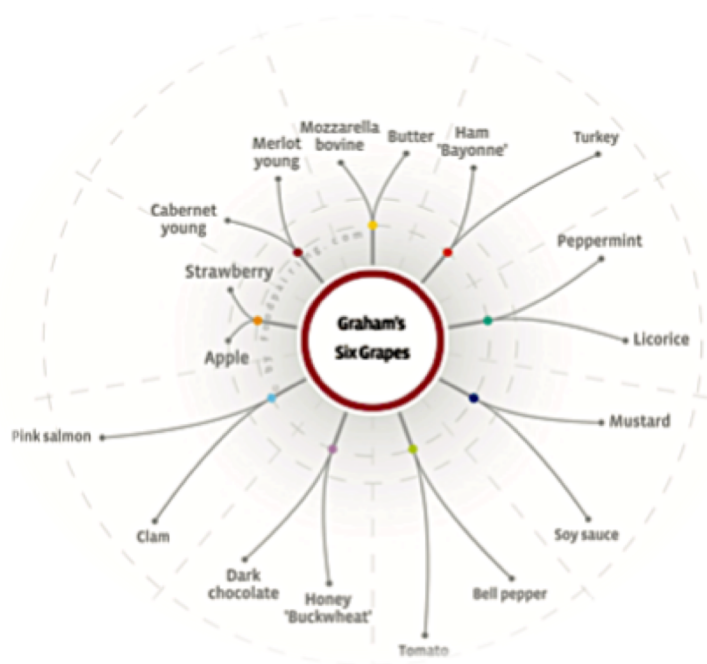 Mozzarella
bovine
Butter
Ham
'Bayonne'
Turkey
Merlot
young
Cabernet
young
Peppermint
Strawberry
Graham's
Six Grapes
Licorice
Apple
Mustard
Pink salmon
Clam
Soy sauce
Dark
chocolate
Honey
'Buckwheat'
Bell pepper
Tomato